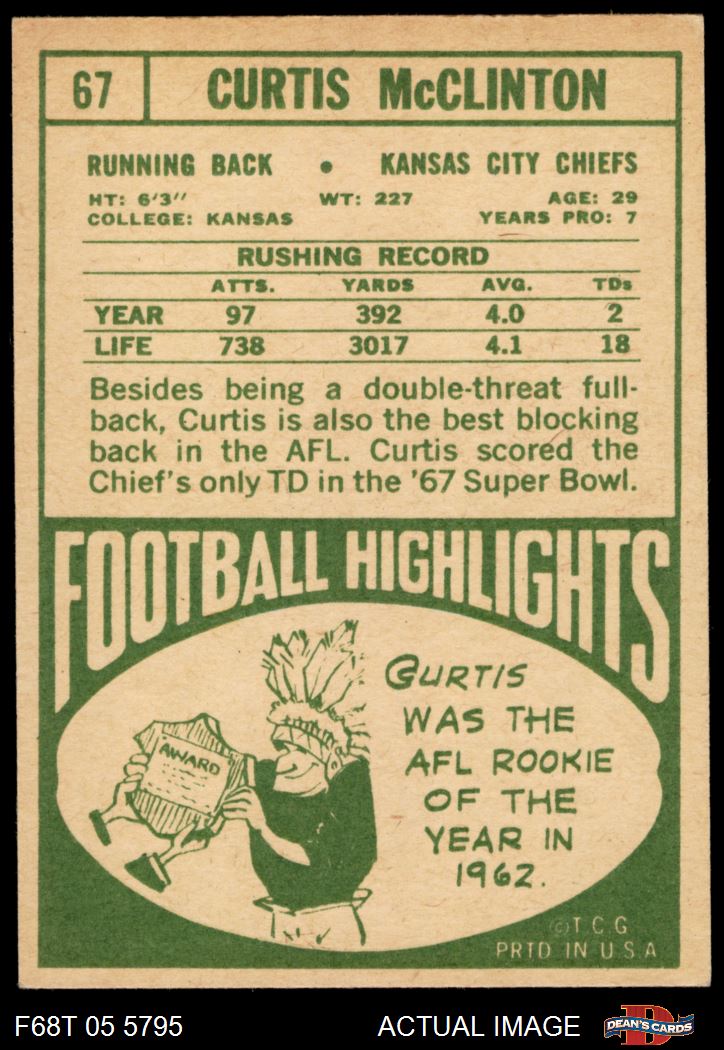 67 CURTIS McCLINTON
RUNNING BACK • KANSAS CITY CHIEFS
HT: 6'3" WT: 227 AGE: 29
COLLEGE: KANSAS YEARS PRO: 7
RUSHING RECORD
ATTS. YARDS AVG. TDs
YEAR 97 392 4.0 2
LIFE 738 3017 4.1 18
Besides being a double-threat full-
back, Curtis is also the best blocking
back in the AFL. Curtis scored the
Chief's only TD in the '67 Super Bowl.
FOOTBALL HIGHLIGHTS
AWARD
CURTIS
WAS THE
AFL ROOKIE
OF THE
YEAR IN
1962.
© T.C.G.
PRTD IN U.S.A.
F68T 05 5795 ACTUAL IMAGE D DEAN'S CARDS